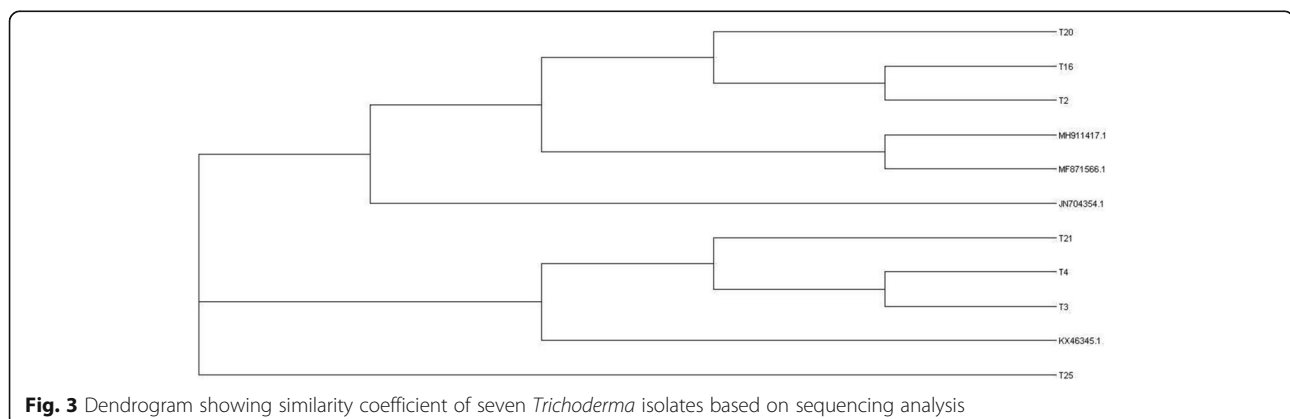 T20
T16
T2
MH911417.1
MF871566.1
JN704354.1
T21
T4
T3
KX46345.1
T25
Fig. 3 Dendrogram showing similarity coefficient of seven Trichoderma isolates based on sequencing analysis